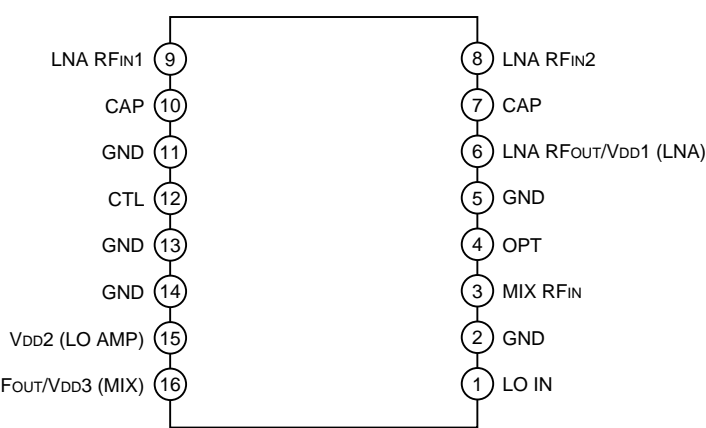 LNA RFIN1 9
8 LNA RFIN2
CAP 10
7 CAP
GND 11
6 LNA RFOUT/VDD1 (LNA)
CTL 12
5 GND
GND 13
4 OPT
GND 14
3 MIX RFIN
VDD2 (LO AMP) 15
2 GND
FOUT/VDD3 (MIX) 16
1 LO IN